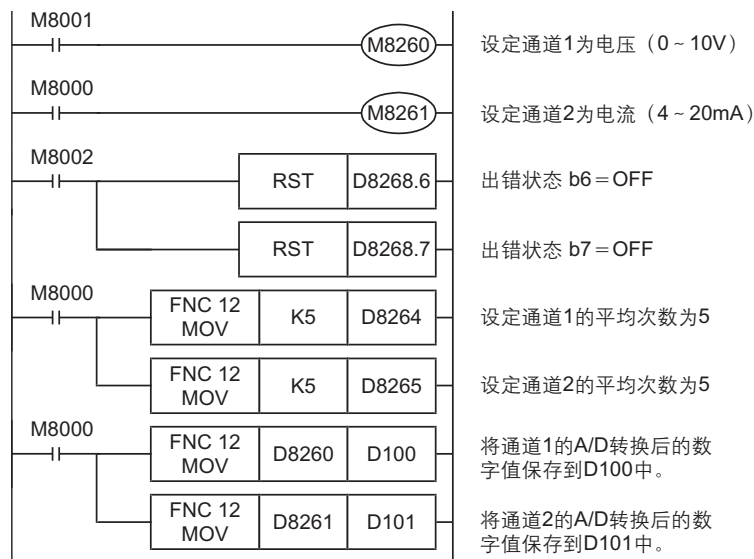 M8001
M8260
设定通道1为电压（0～10V）
M8000
M8261
设定通道2为电流（4～20mA）
M8002
RST D8268.6
出错状态 b6＝OFF
RST D8268.7
出错状态 b7＝OFF
M8000
FNC 12
MOV
K5
D8264
设定通道1的平均次数为5
FNC 12
MOV
K5
D8265
设定通道2的平均次数为5
M8000
FNC 12
MOV
D8260
D100
将通道1的A/D转换后的数
字值保存到D100中。
FNC 12
MOV
D8261
D101
将通道2的A/D转换后的数
字值保存到D101中。